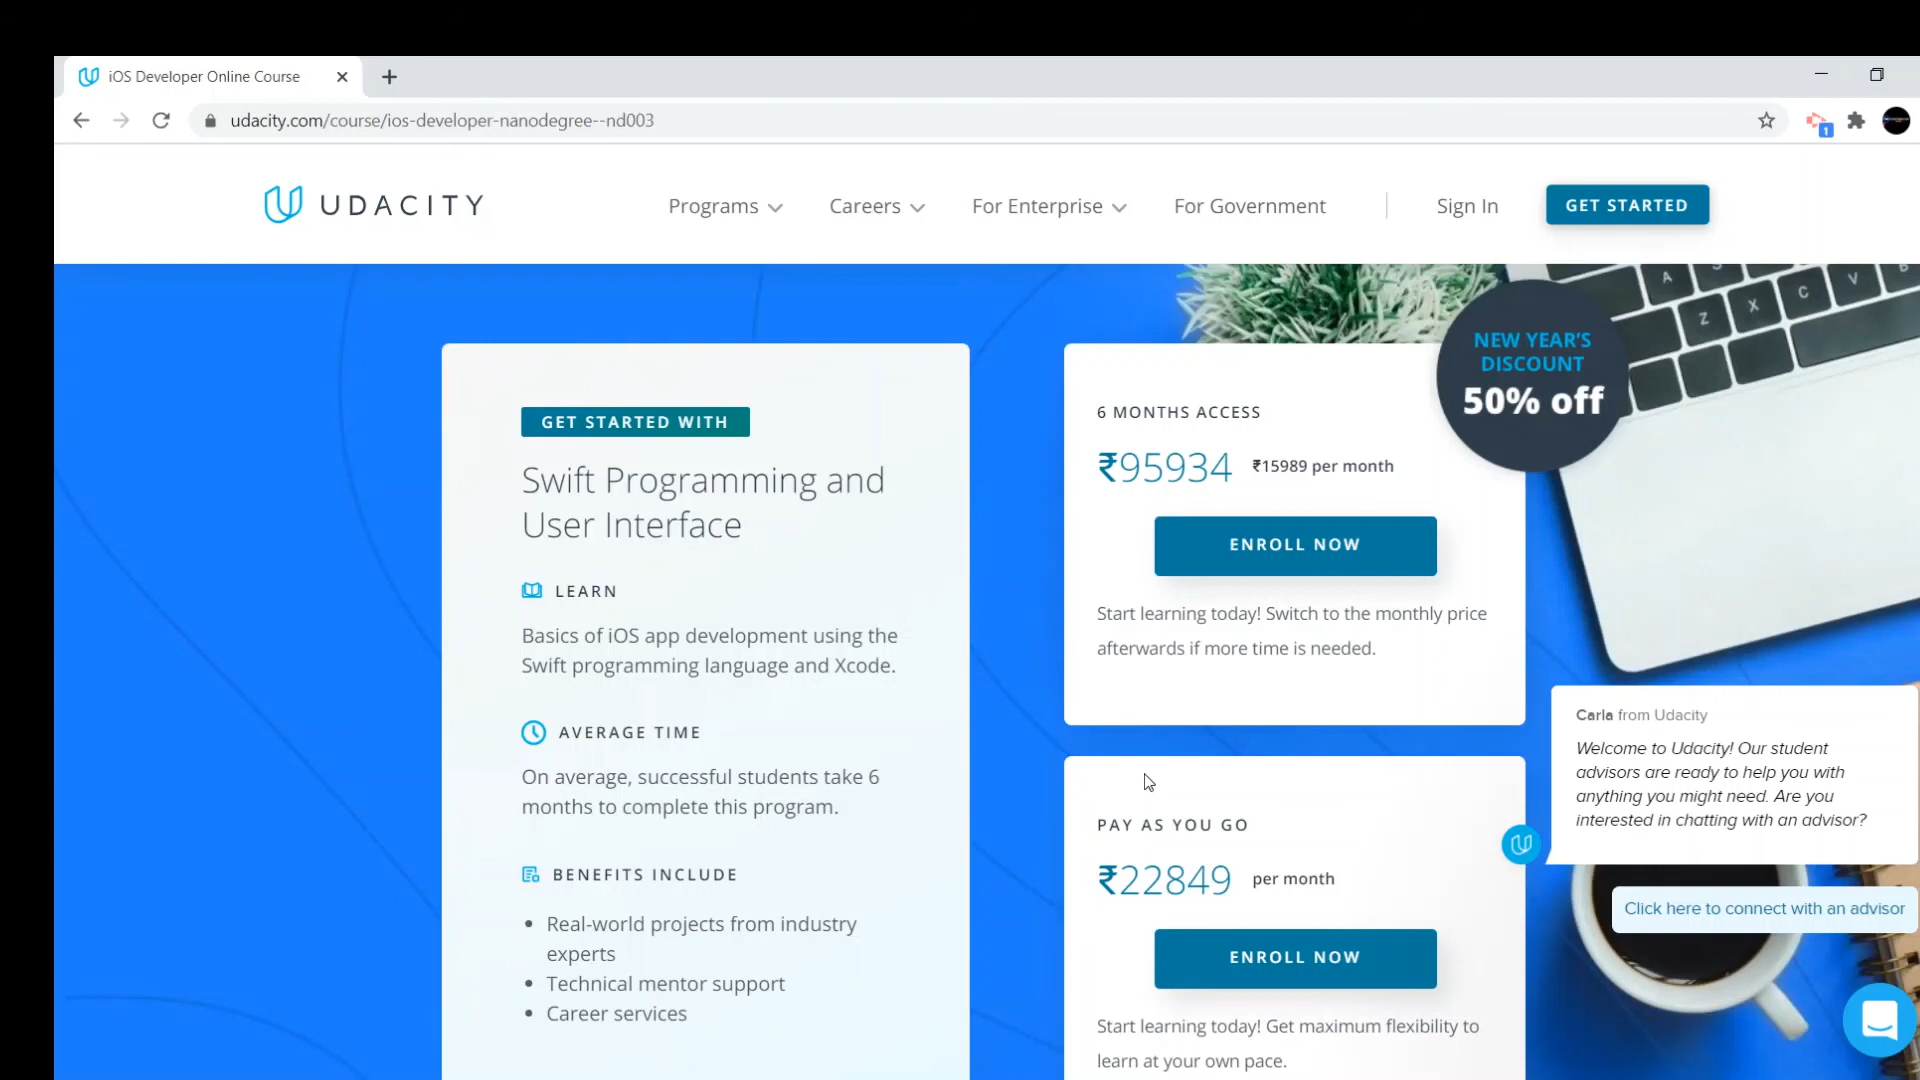 iOS Developer Online Course
udacity.com/course/ios-developer-nanodegree--nd003
1
UDACITY
Programs
Careers
For Enterprise
For Government
Sign In
GET STARTED
GET STARTED WITH
Swift Programming and
User Interface
LEARN
Basics of iOS app development using the
Swift programming language and Xcode.
AVERAGE TIME
On average, successful students take 6
months to complete this program.
BENEFITS INCLUDE
Real-world projects from industry
experts
Technical mentor support
Career services
NEW YEAR'S
DISCOUNT
50% off
6 MONTHS ACCESS
₹95934 ₹15989 per month
ENROLL NOW
Start learning today! Switch to the monthly price
afterwards if more time is needed.
PAY AS YOU GO
₹22849 per month
ENROLL NOW
Start learning today! Get maximum flexibility to
learn at your own pace.
A S
Z X C V B
Carla from Udacity
Welcome to Udacity! Our student
advisors are ready to help you with
anything you might need. Are you
interested in chatting with an advisor?
Click here to connect with an advisor